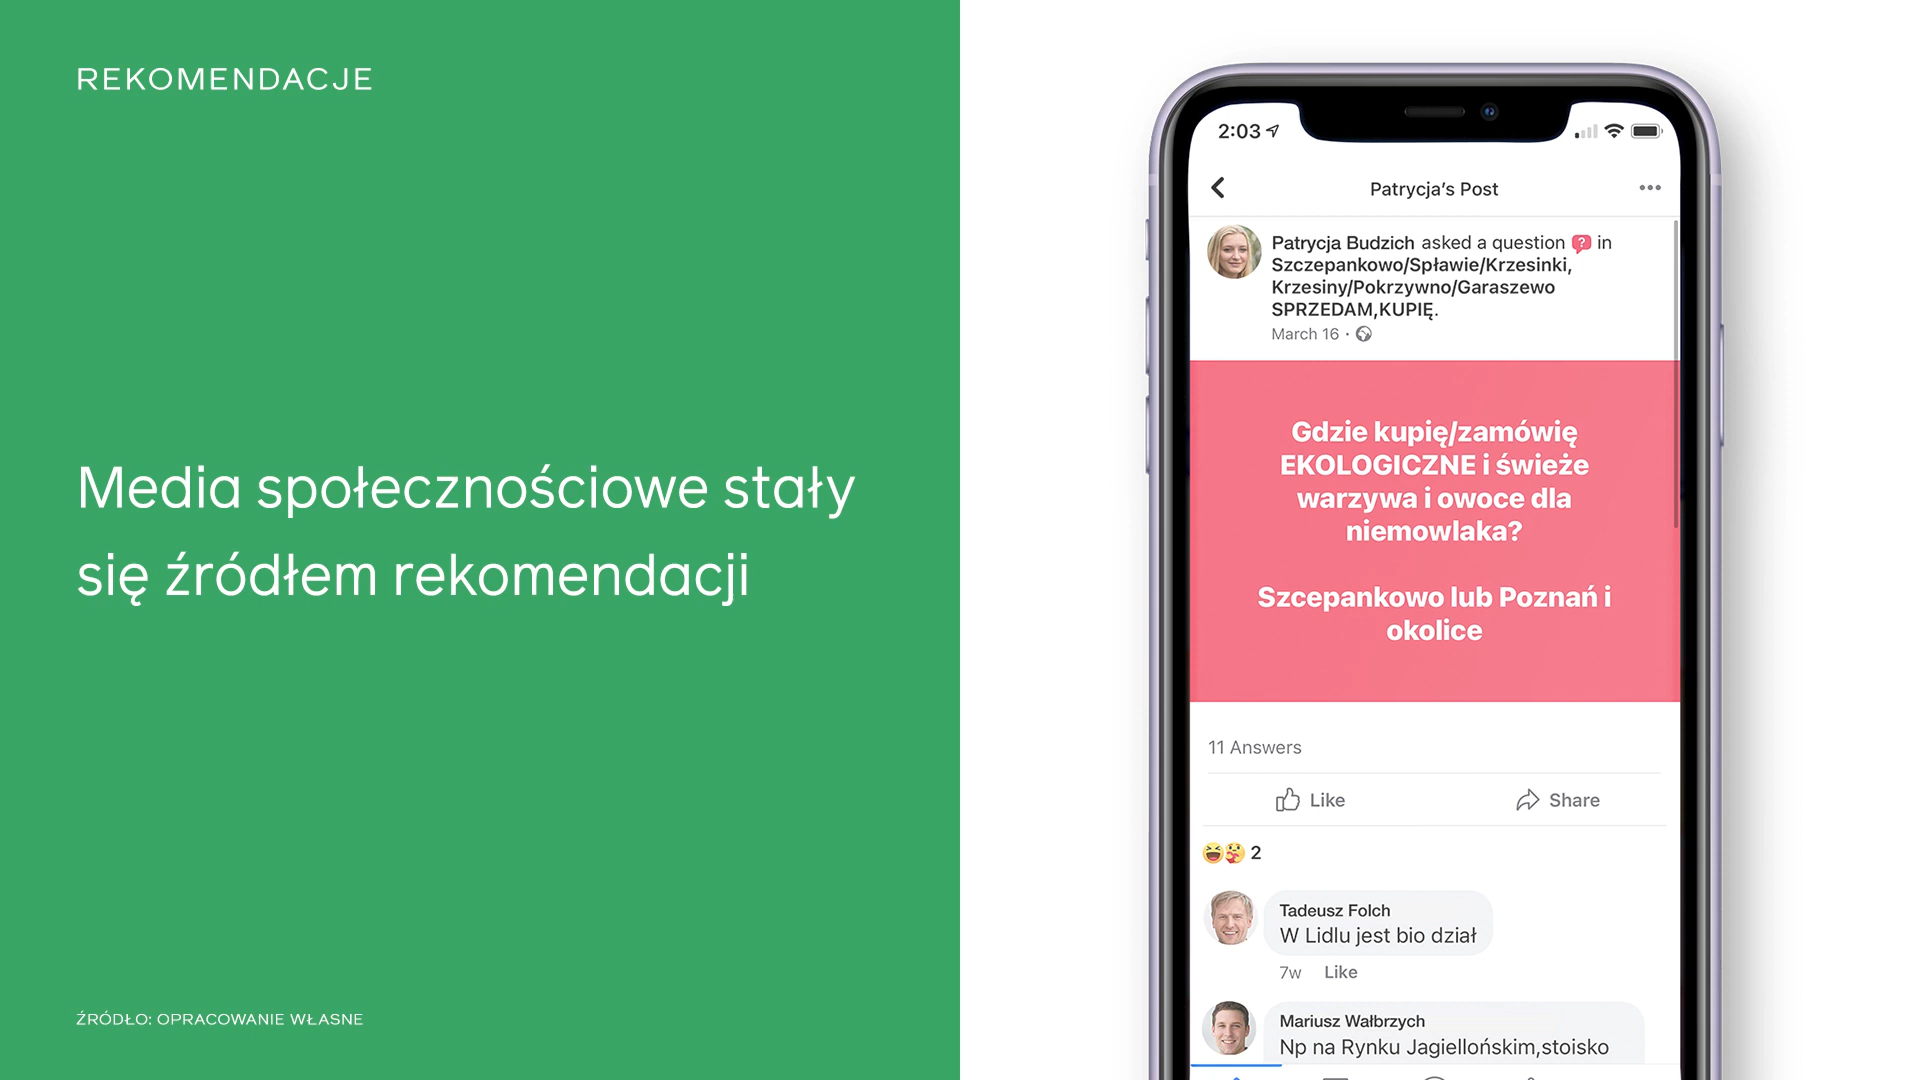 REKOMENDACJE
Media społecznościowe stały
się źródłem rekomendacji
ŹRÓDŁO: OPRACOWANIE WŁASNE
2:03
Patrycja's Post
Patrycja Budzich asked a question in
Szczepankowo/Spławie/Krzesinki,
Krzesiny/Pokrzywno/Garaszewo
SPRZEDAM,KUPIĘ.
March 16 ·
Gdzie kupię/zamówię
EKOLOGICZNE i świeże
warzywa i owoce dla
niemowlaka?
Szcepankowo lub Poznań i
okolice
11 Answers
Like Share
2
Tadeusz Folch
W Lidlu jest bio dział
7w Like
Mariusz Wałbrzych
Np na Rynku Jagiellońskim,stoisko